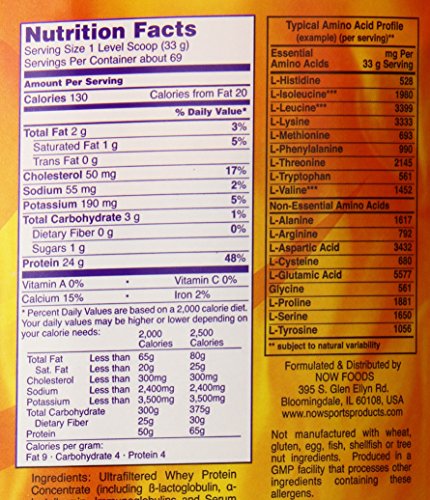 Nutrition Facts
Serving Size 1 Level Scoop (33 g)
Servings Per Container about 69
Amount Per Serving
Calories 130 Calories from Fat 20
% Daily Value*
Total Fat 2 g 3%
Saturated Fat 1 g 5%
Trans Fat 0 g
Cholesterol 50 mg 17%
Sodium 55 mg 2%
Potassium 190 mg 5%
Total Carbohydrate 3 g 1%
Dietary Fiber 0 g 0%
Sugars 1 g
Protein 24 g 48%
Vitamin A 0% • Vitamin C 0%
Calcium 15% • Iron 2%
* Percent Daily Values are based on a 2,000 calorie diet.
Your daily values may be higher or lower depending on
your calorie needs:
2,000 2,500
Calories Calories
Total Fat Less than 65g 80g
Sat. Fat Less than 20g 25g
Cholesterol Less than 300mg 300mg
Sodium Less than 2,400mg 2,400mg
Potassium Less than 3,500mg 3,500mg
Total Carbohydrate 300g 375g
Dietary Fiber 25g 30g
Protein 50g 65g
Calories per gram:
Fat 9 • Carbohydrate 4 • Protein 4
Ingredients: Ultrafiltered Whey Protein
Concentrate (including ß-lactoglobulin, α-
Typical Amino Acid Profile
(example) (per serving)**
Essential mg Per
Amino Acids 33 g Serving
L-Histidine 528
L-Isoleucine*** 1980
L-Leucine*** 3399
L-Lysine 3333
L-Methionine 693
L-Phenylalanine 990
L-Threonine 2145
L-Tryptophan 561
L-Valine*** 1452
Non-Essential Amino Acids
L-Alanine 1617
L-Arginine 792
L-Aspartic Acid 3432
L-Cysteine 680
L-Glutamic Acid 5577
Glycine 561
L-Proline 1881
L-Serine 1650
L-Tyrosine 1056
** subject to natural variability
Formulated & Distributed by
NOW FOODS
395 S. Glen Ellyn Rd.
Bloomingdale, IL 60108, USA
www.nowsportsproducts.com
Not manufactured with wheat,
gluten, egg, fish, shellfish or tree
nut ingredients. Produced in a
GMP facility that processes other
ingredients containing these
allergens.